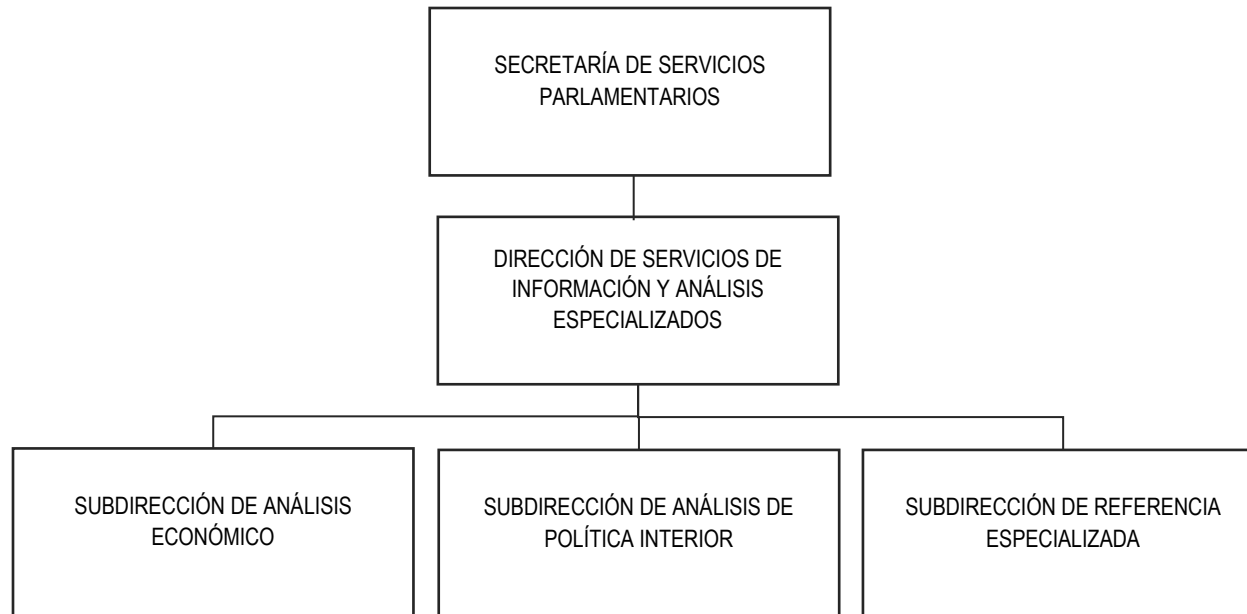 SECRETARÍA DE SERVICIOS
PARLAMENTARIOS
DIRECCIÓN DE SERVICIOS DE
INFORMACIÓN Y ANÁLISIS
ESPECIALIZADOS
SUBDIRECCIÓN DE ANÁLISIS
ECONÓMICO
SUBDIRECCIÓN DE ANÁLISIS DE
POLÍTICA INTERIOR
SUBDIRECCIÓN DE REFERENCIA
ESPECIALIZADA